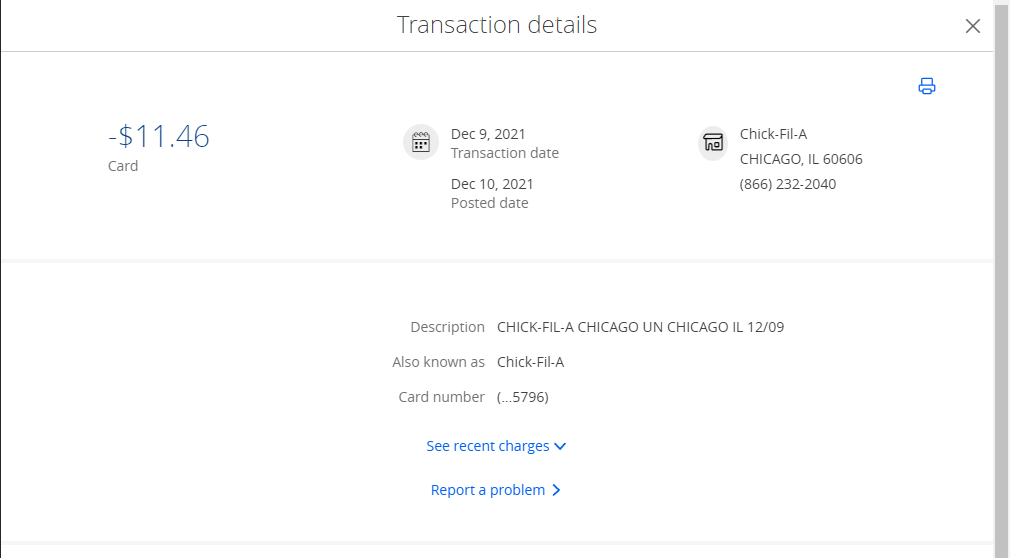 Transaction details
-$11.46
Card
Dec 9, 2021
Transaction date
Dec 10, 2021
Posted date
Chick-Fil-A
CHICAGO, IL 60606
(866) 232-2040
Description CHICK-FIL-A CHICAGO UN CHICAGO IL 12/09
Also known as Chick-Fil-A
Card number (...5796)
See recent charges
Report a problem